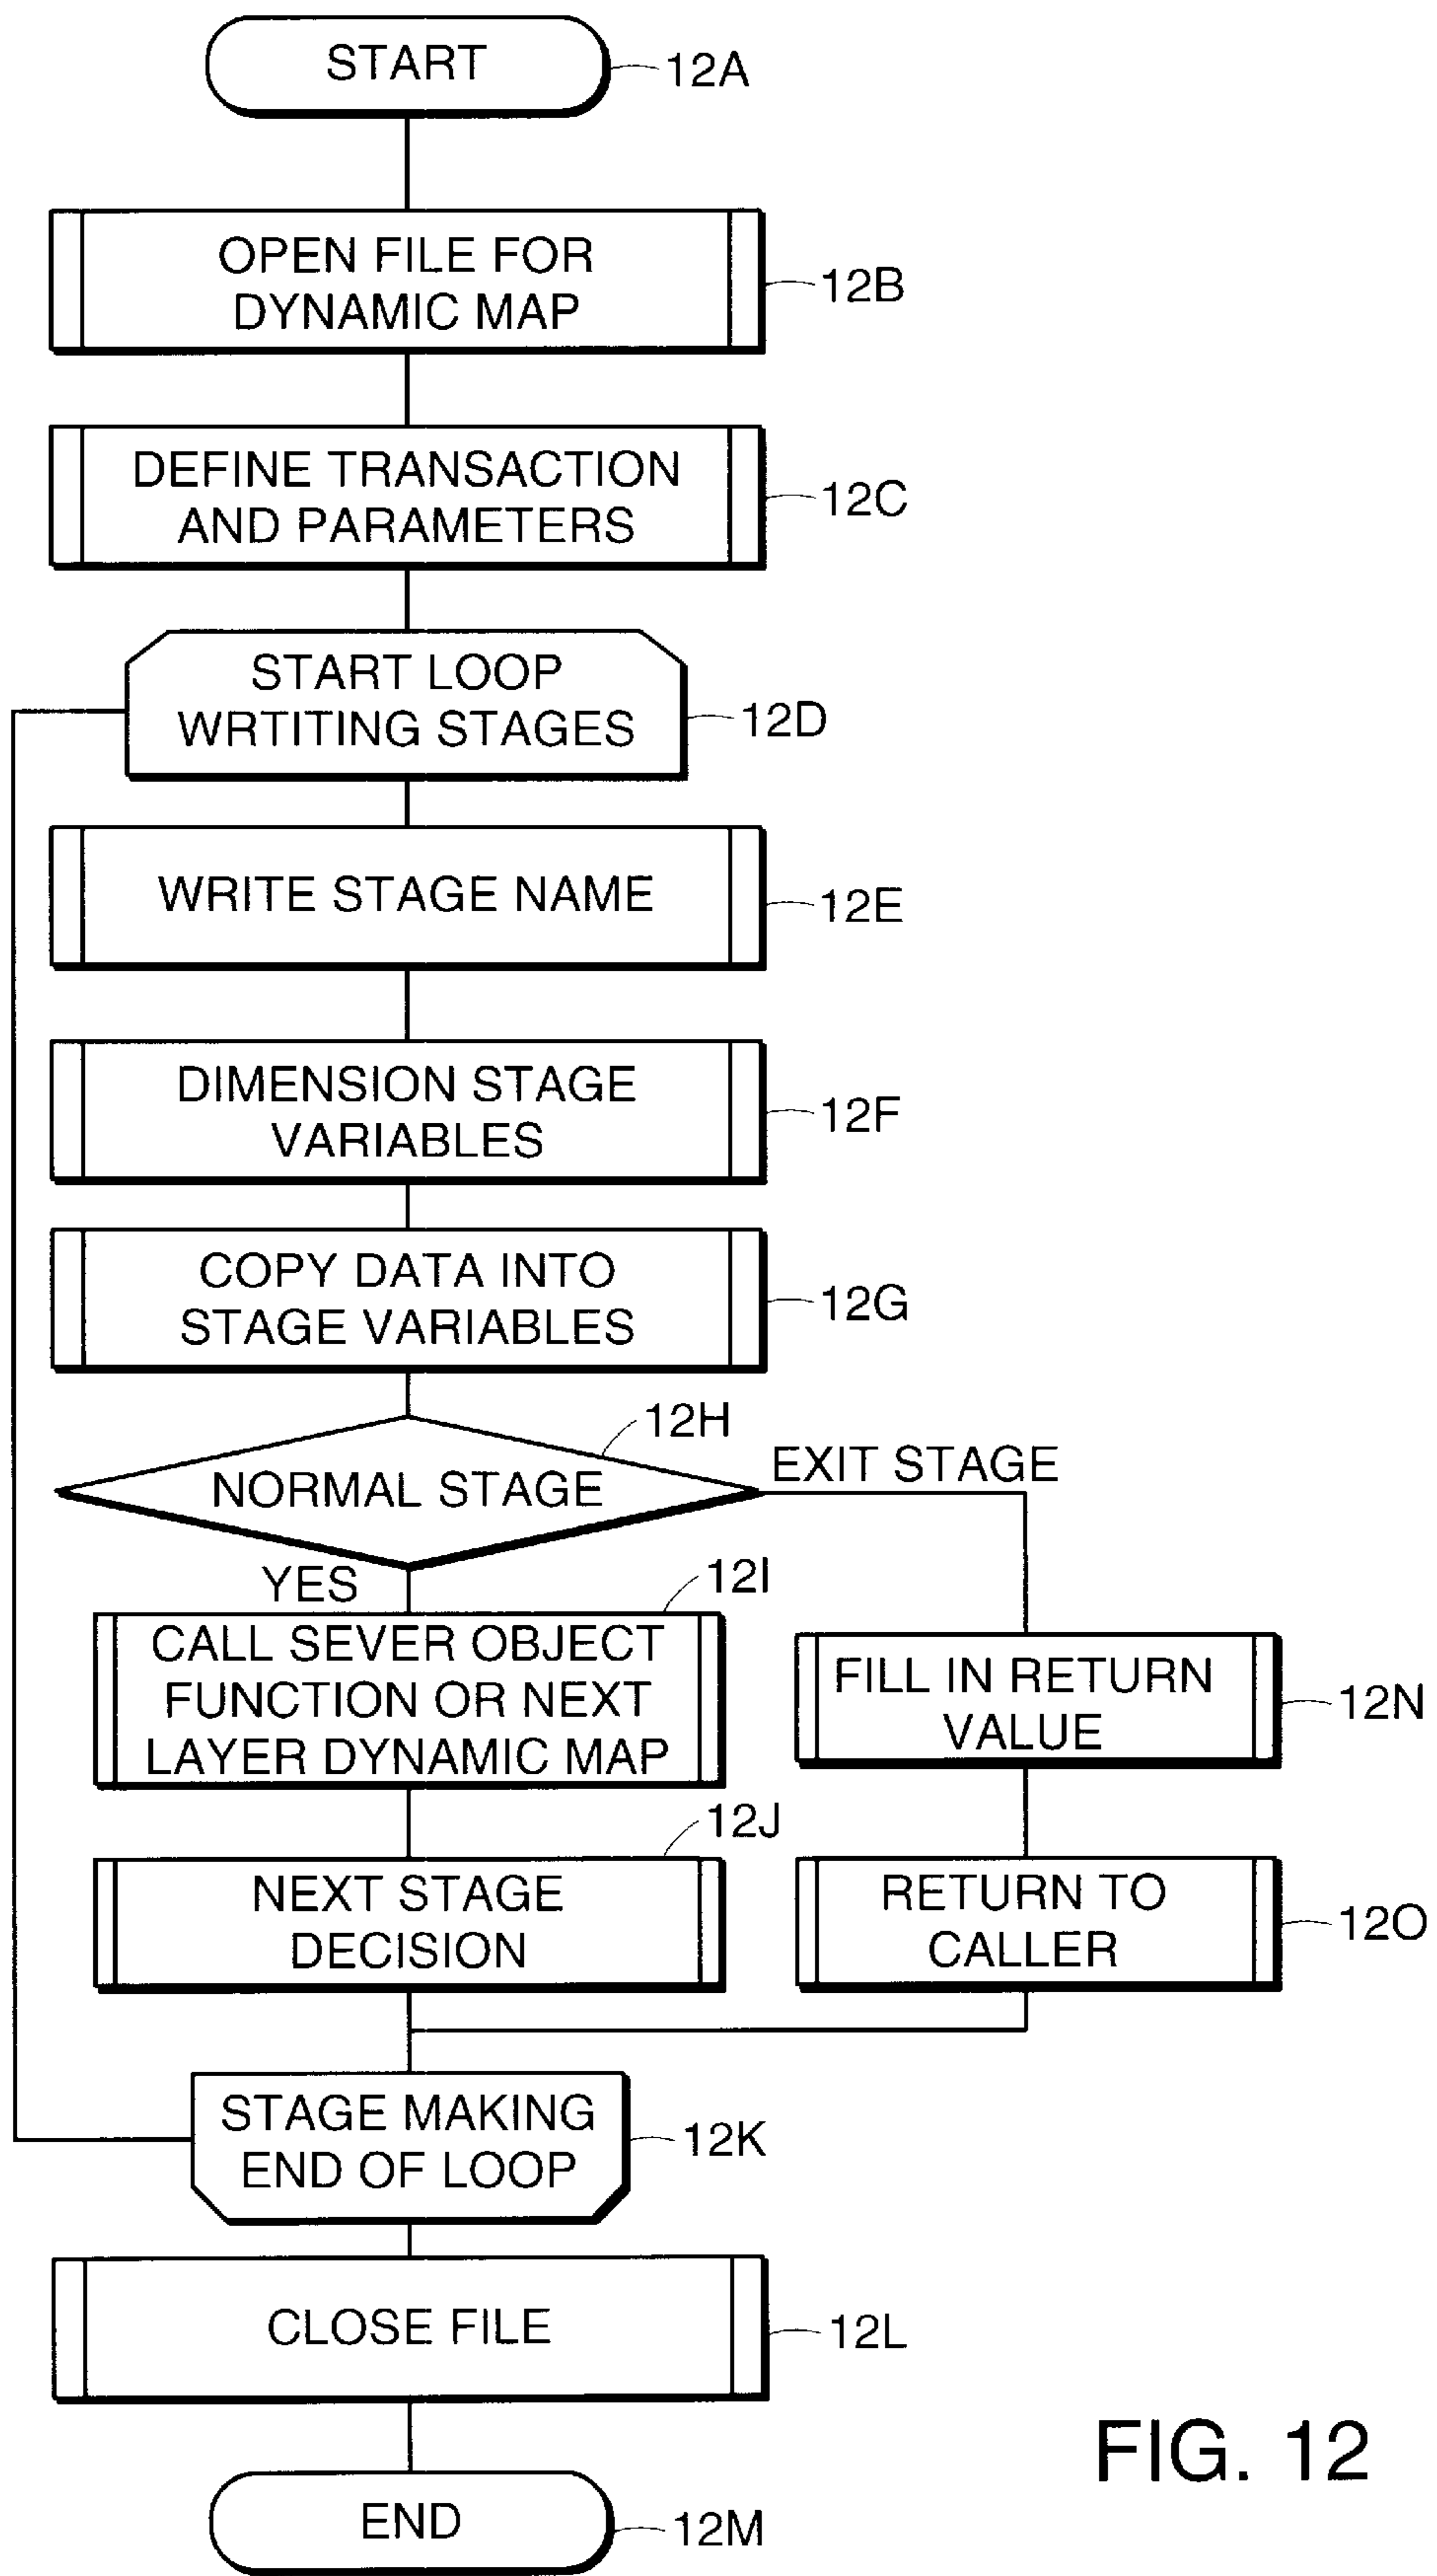 START
12A
OPEN FILE FOR
DYNAMIC MAP
12B
DEFINE TRANSACTION
AND PARAMETERS
12C
START LOOP
WRTITING STAGES
12D
WRITE STAGE NAME
12E
DIMENSION STAGE
VARIABLES
12F
COPY DATA INTO
STAGE VARIABLES
12G
12H
NORMAL STAGE
EXIT STAGE
YES
12I
CALL SEVER OBJECT
FUNCTION OR NEXT
LAYER DYNAMIC MAP
FILL IN RETURN
VALUE
12N
12J
NEXT STAGE
DECISION
RETURN TO
CALLER
12O
STAGE MAKING
END OF LOOP
12K
CLOSE FILE
12L
END
12M
FIG. 12